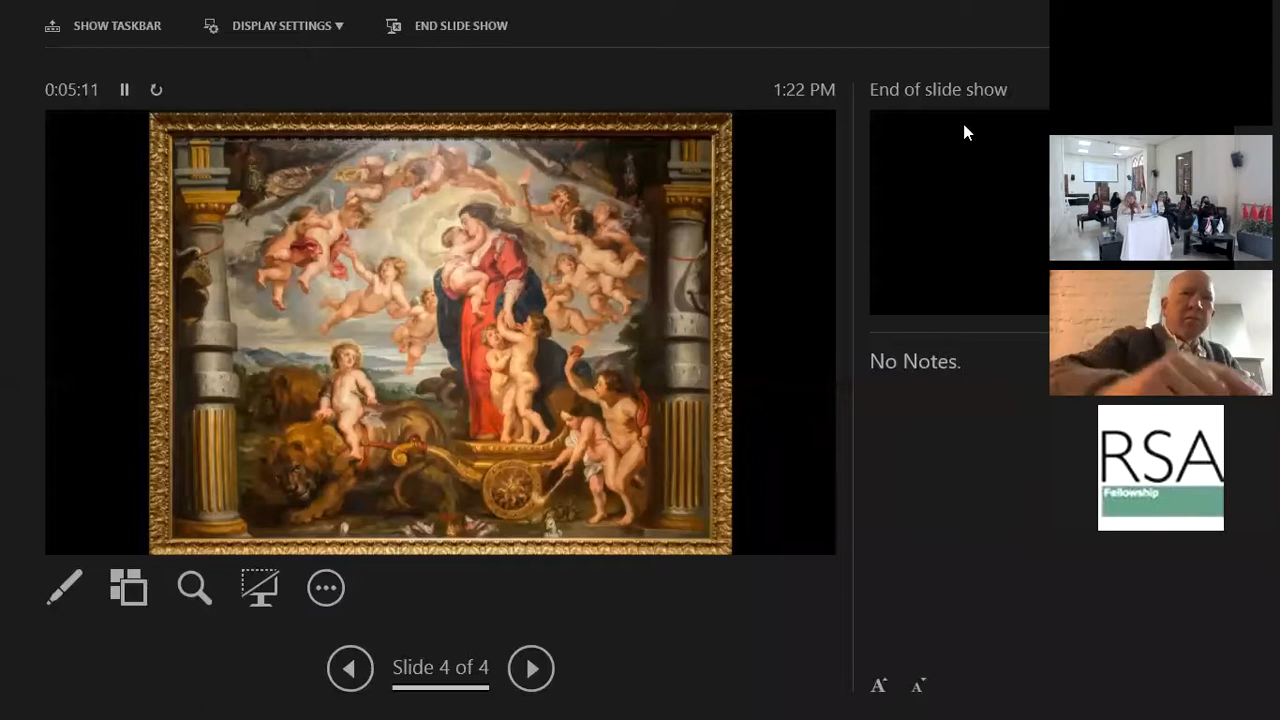 SHOW TASKBAR
DISPLAY SETTINGS ▼
END SLIDE SHOW
0:05:11
1:22 PM
End of slide show
No Notes.
RSA
Fellowship
Slide 4 of 4
A A